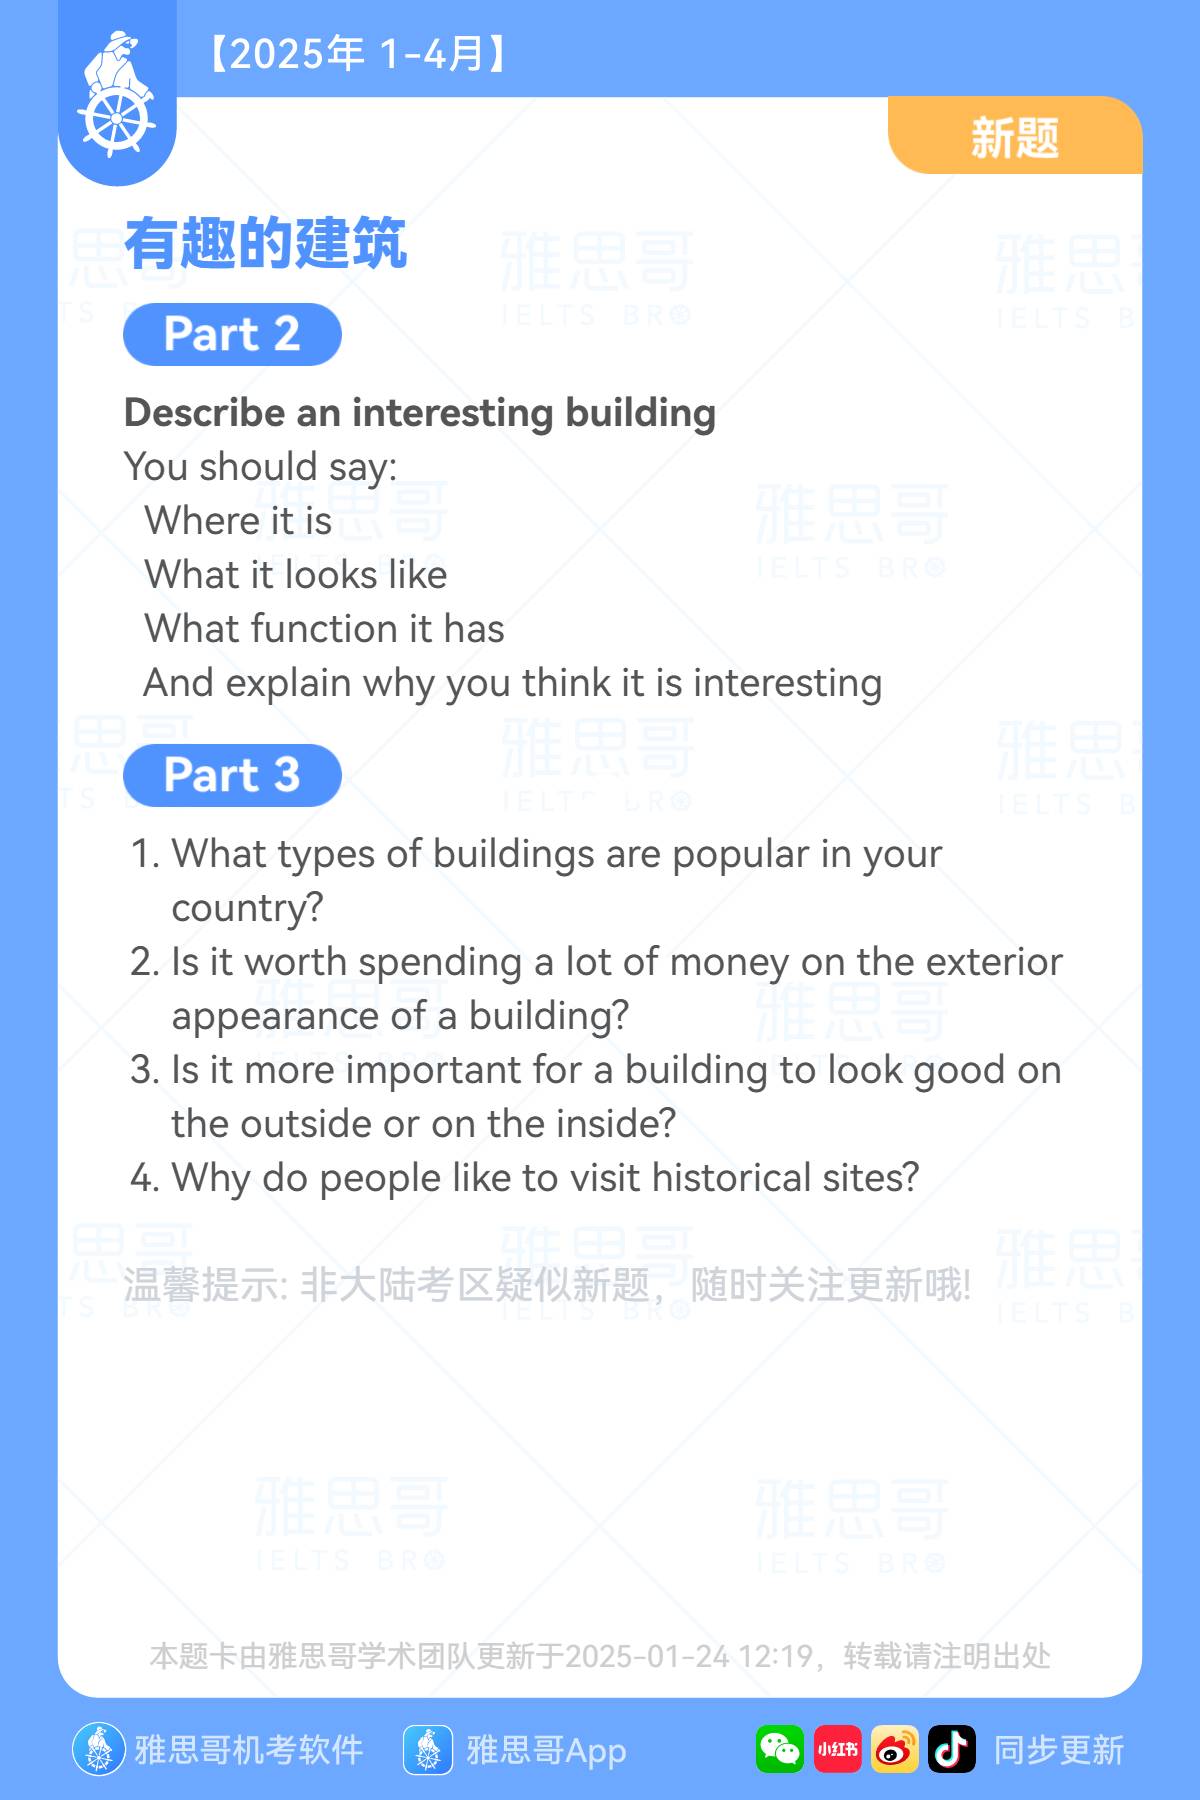 【2025年 1-4月】
新题
有趣的建筑
Part 2
Describe an interesting building
You should say:
Where it is
What it looks like
What function it has
And explain why you think it is interesting
Part 3
1. What types of buildings are popular in your
country?
2. Is it worth spending a lot of money on the exterior
appearance of a building?
3. Is it more important for a building to look good on
the outside or on the inside?
4. Why do people like to visit historical sites?
温馨提示: 非大陆考区疑似新题，随时关注更新哦!
雅思哥
IELTS BRO
本题卡由雅思哥学术团队更新于2025-01-24 12:19，转载请注明出处
雅思哥机考软件 雅思哥App 小红书 同步更新